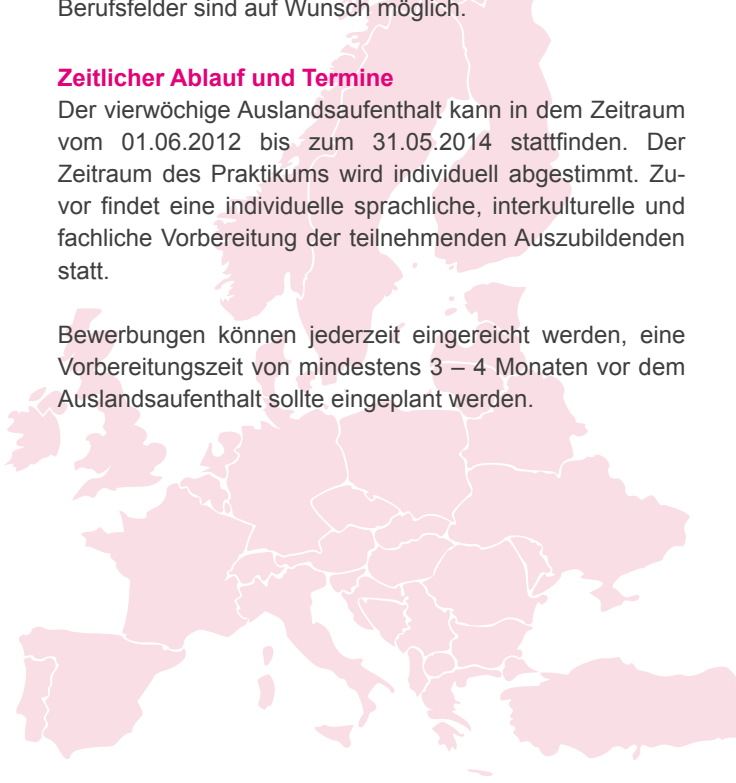 Berufsfelder sind auf Wunsch möglich.
Zeitlicher Ablauf und Termine
Der vierwöchige Auslandsaufenthalt kann in dem Zeitraum
vom 01.06.2012 bis zum 31.05.2014 stattfinden. Der
Zeitraum des Praktikums wird individuell abgestimmt. Zu-
vor findet eine individuelle sprachliche, interkulturelle und
fachliche Vorbereitung der teilnehmenden Auszubildenden
statt.
Bewerbungen können jederzeit eingereicht werden, eine
Vorbereitungszeit von mindestens 3 – 4 Monaten vor dem
Auslandsaufenthalt sollte eingeplant werden.